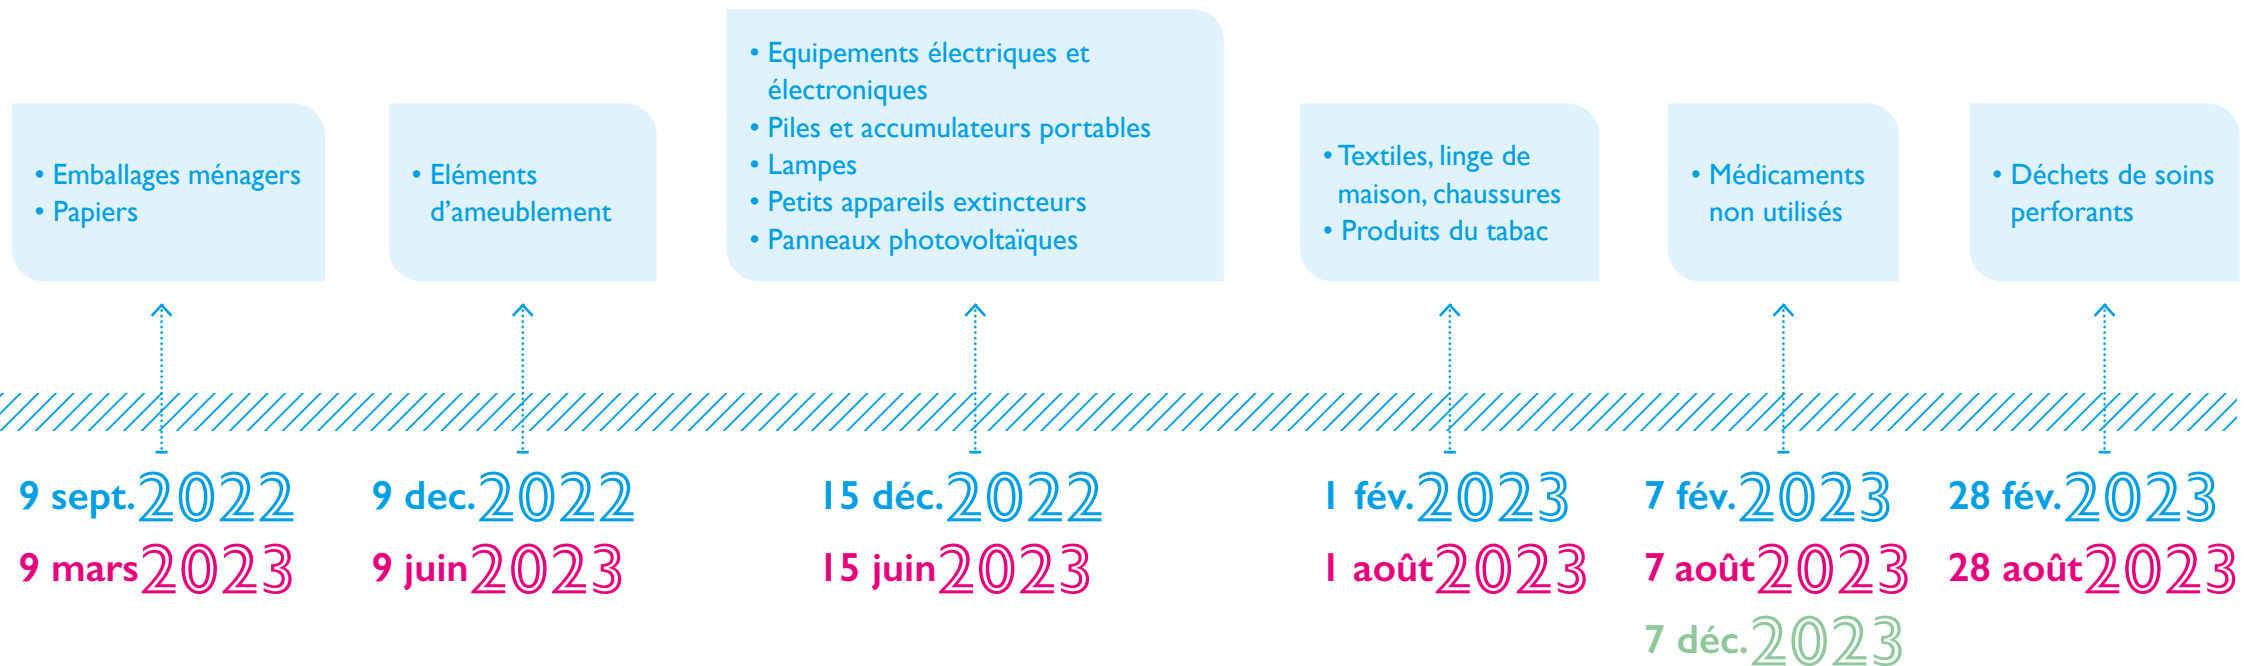 • Emballages ménagers
• Papiers
• Eléments
d’ameublement
• Equipements électriques et
électroniques
• Piles et accumulateurs portables
• Lampes
• Petits appareils extincteurs
• Panneaux photovoltaïques
• Textiles, linge de
maison, chaussures
• Produits du tabac
• Médicaments
non utilisés
• Déchets de soins
perforants
9 sept. 2022
9 mars 2023
9 dec. 2022
9 juin 2023
15 déc. 2022
15 juin 2023
1 fév. 2023
1 août 2023
7 fév. 2023
7 août 2023
7 déc. 2023
28 fév. 2023
28 août 2023